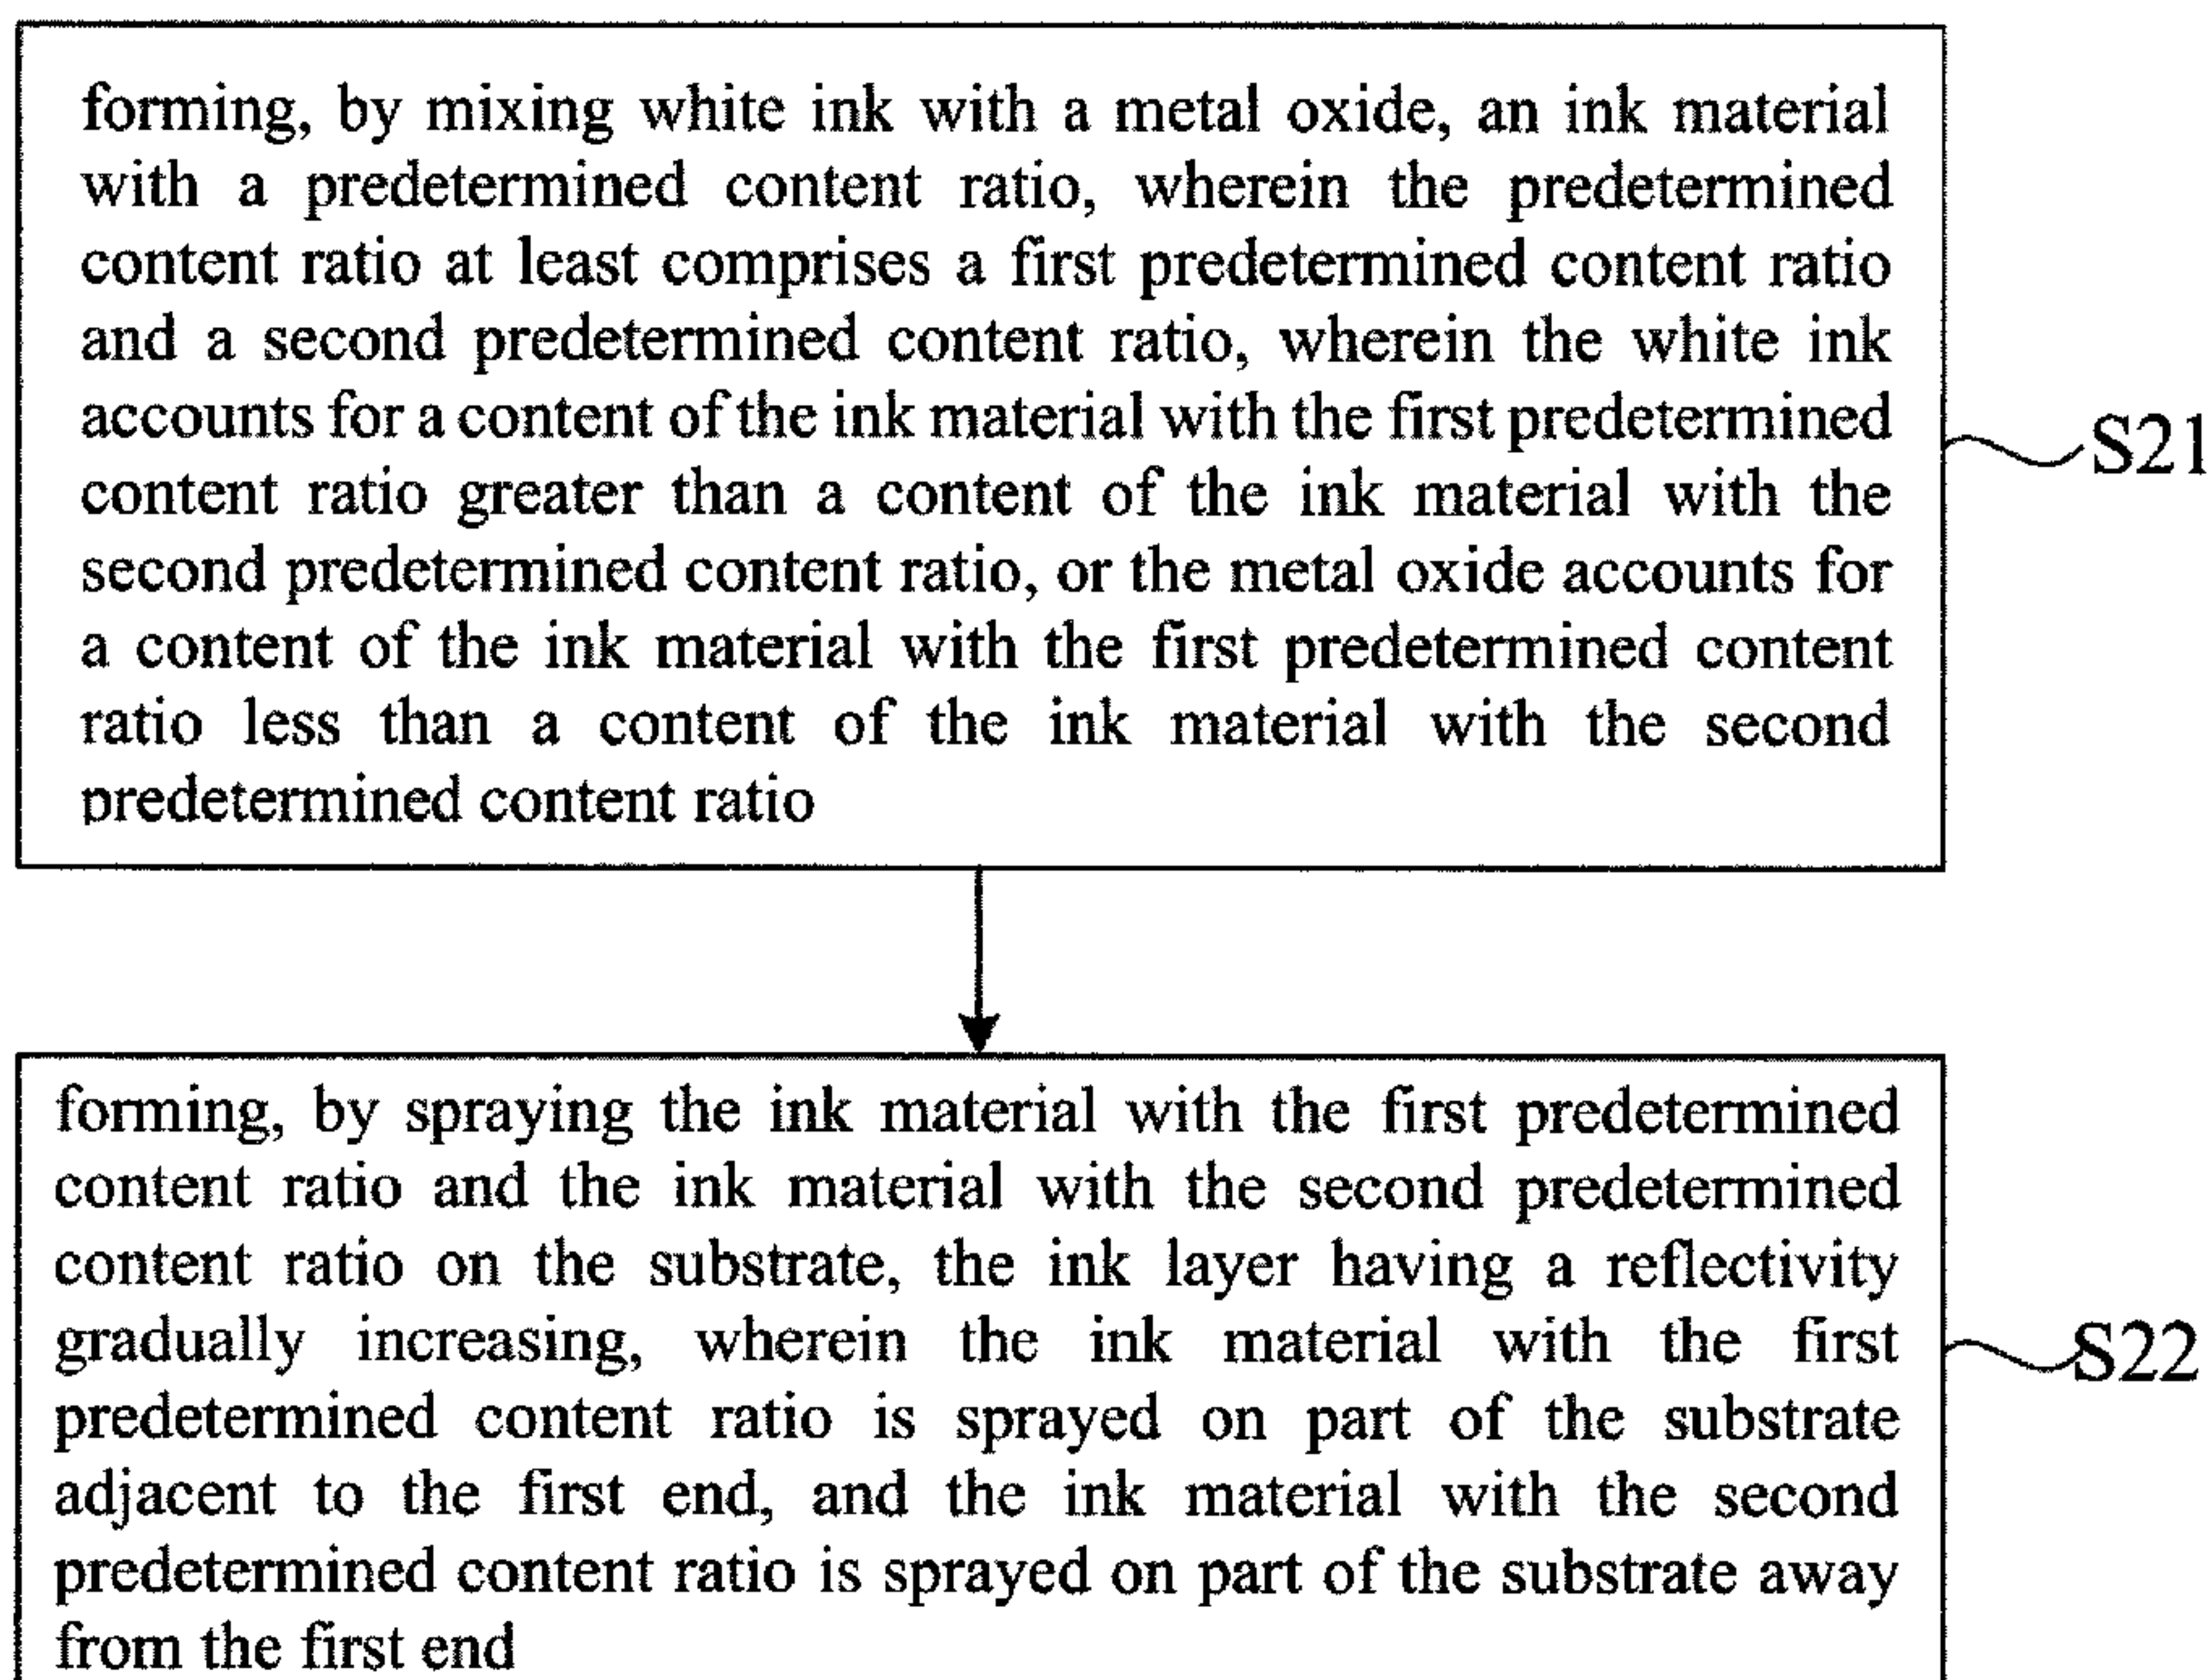 forming, by mixing white ink with a metal oxide, an ink material
with a predetermined content ratio, wherein the predetermined
content ratio at least comprises a first predetermined content ratio
and a second predetermined content ratio, wherein the white ink
accounts for a content of the ink material with the first predetermined
content ratio greater than a content of the ink material with the
second predetermined content ratio, or the metal oxide accounts for
a content of the ink material with the first predetermined content
ratio less than a content of the ink material with the second
predetermined content ratio
S21
forming, by spraying the ink material with the first predetermined
content ratio and the ink material with the second predetermined
content ratio on the substrate, the ink layer having a reflectivity
gradually increasing, wherein the ink material with the first
predetermined content ratio is sprayed on part of the substrate
adjacent to the first end, and the ink material with the second
predetermined content ratio is sprayed on part of the substrate away
from the first end
S22